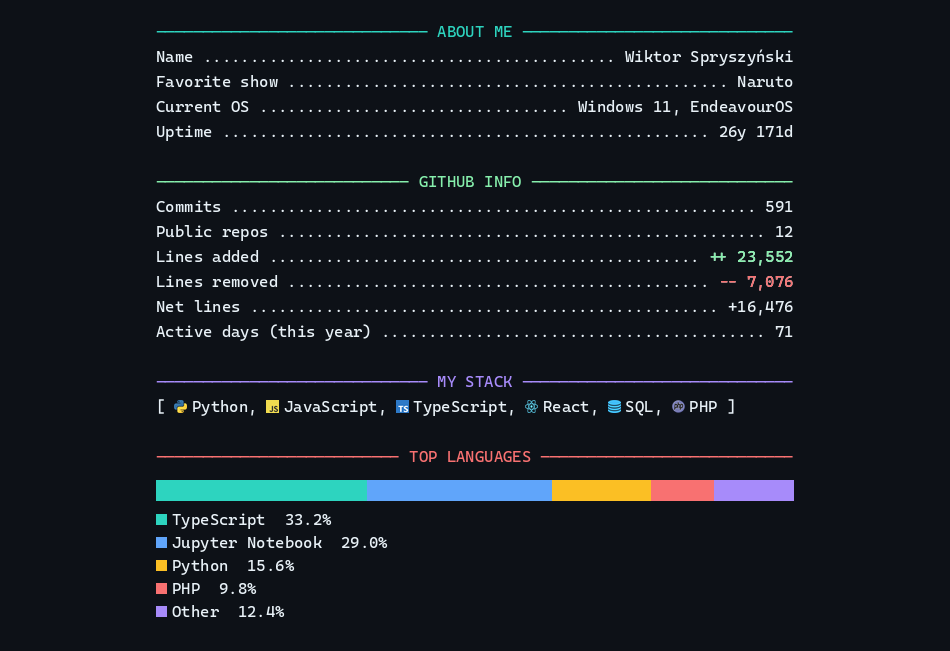 ABOUT ME
Name ............................................ Wiktor Spryszyński
Favorite show ............................................... Naruto
Current OS ................................. Windows 11, EndeavourOS
Uptime .................................................... 26y 171d
GITHUB INFO
Commits ........................................................ 591
Public repos .................................................... 12
Lines added .............................................. ++ 23,552
Lines removed ............................................. -- 7,076
Net lines .................................................. +16,476
Active days (this year) ......................................... 71
MY STACK
[ Python, JS JavaScript, TS TypeScript, React, SQL, php PHP ]
TOP LANGUAGES
TypeScript 33.2%
Jupyter Notebook 29.0%
Python 15.6%
PHP 9.8%
Other 12.4%